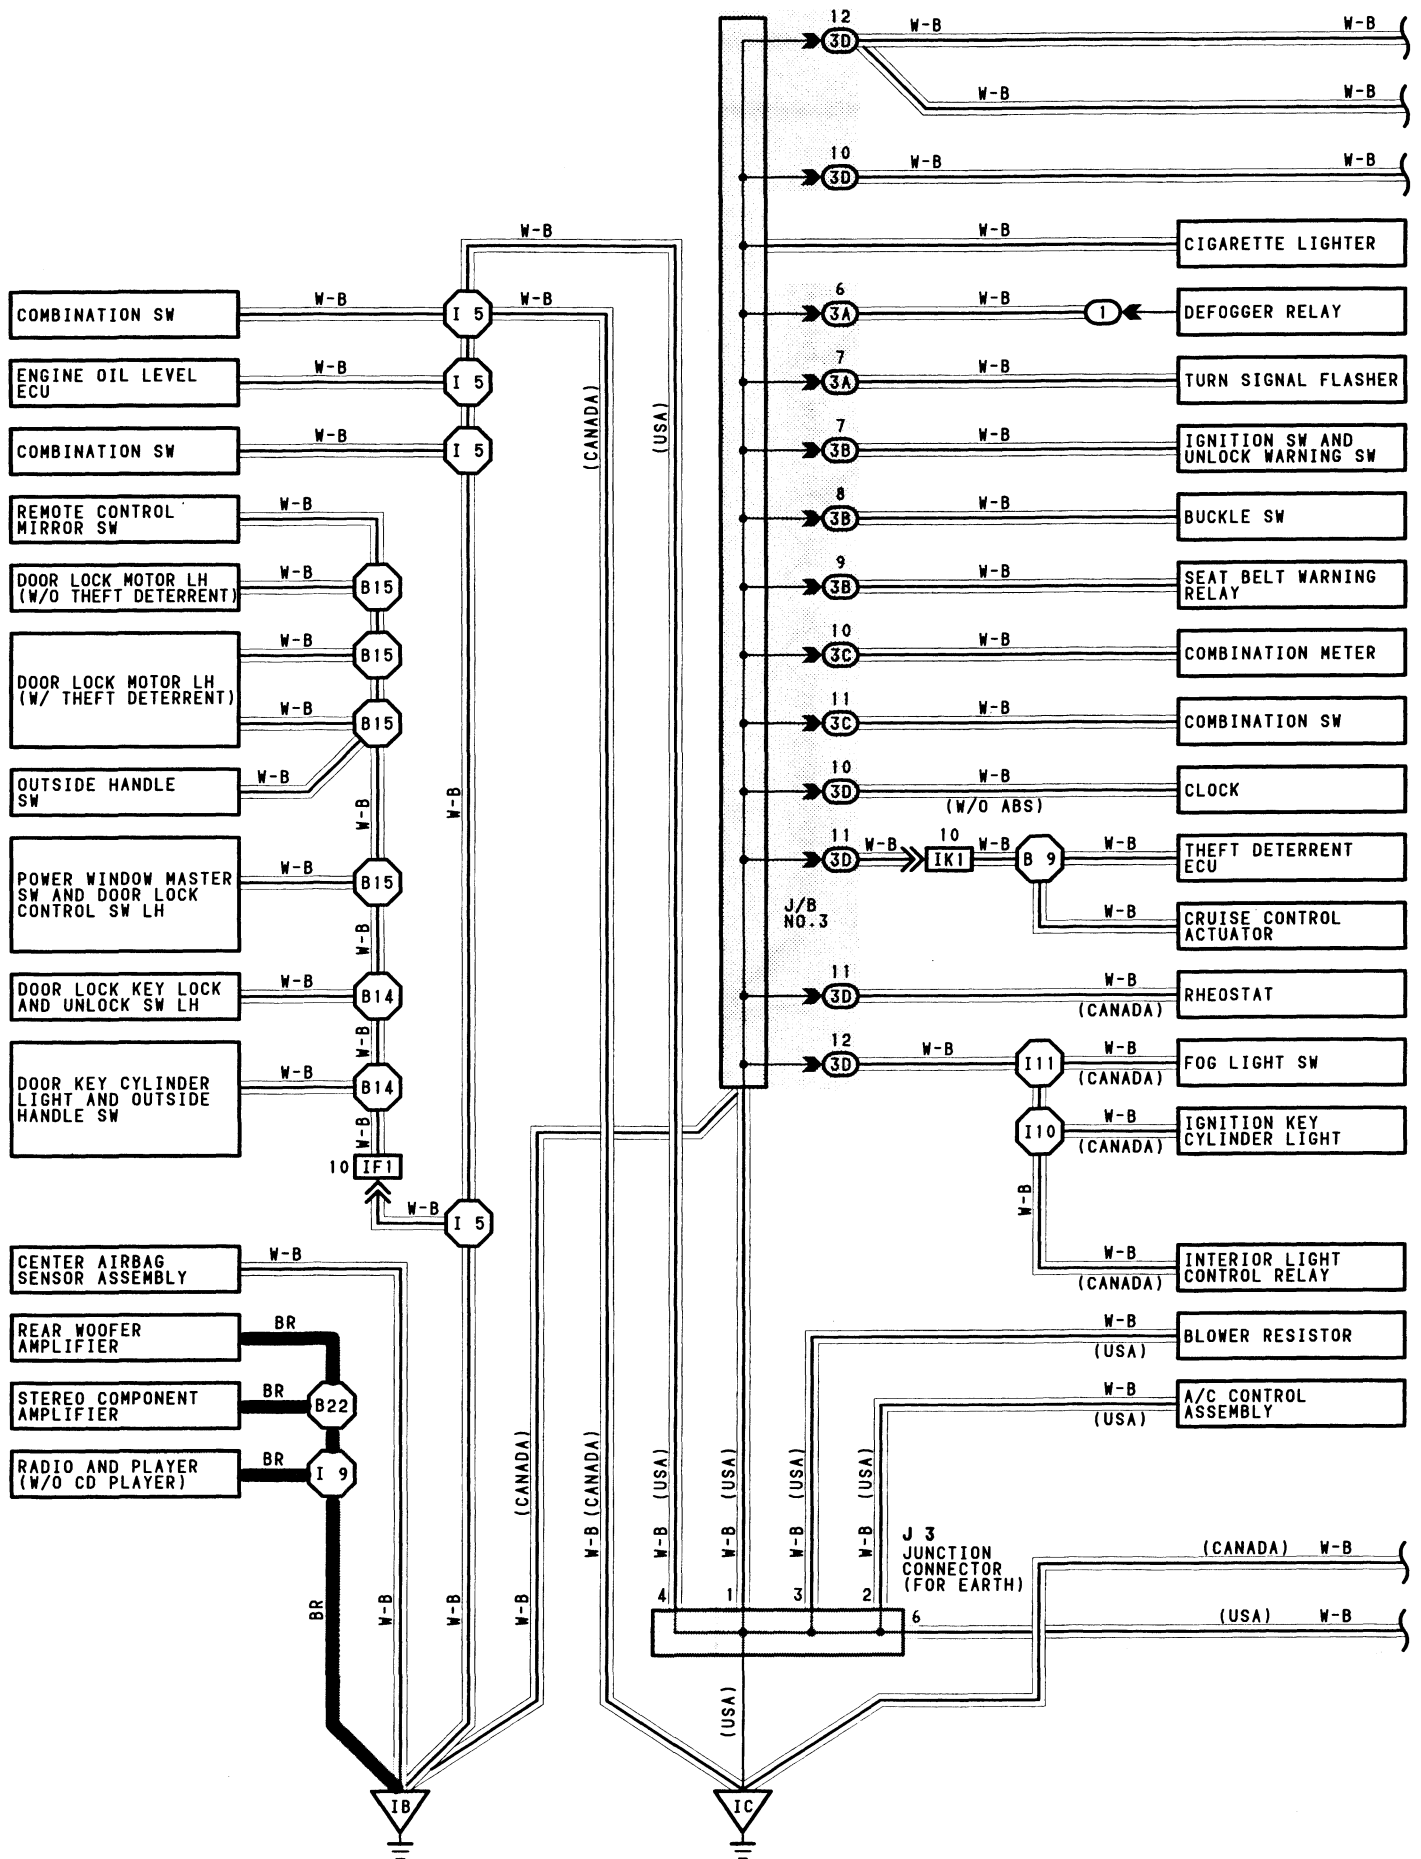 12
3D
W-B
W-B
W-B
W-B
10
3D
W-B
W-B
W-B
W-B
CIGARETTE LIGHTER
COMBINATION SW
W-B
I 5
W-B
6
3A
W-B
1
DEFOGGER RELAY
ENGINE OIL LEVEL
ECU
W-B
I 5
(CANADA)
(USA)
7
3A
W-B
TURN SIGNAL FLASHER
COMBINATION SW
W-B
I 5
7
3B
W-B
IGNITION SW AND
UNLOCK WARNING SW
REMOTE CONTROL
MIRROR SW
W-B
8
3B
W-B
BUCKLE SW
DOOR LOCK MOTOR LH
(W/O THEFT DETERRENT)
W-B
B15
9
3B
W-B
SEAT BELT WARNING
RELAY
DOOR LOCK MOTOR LH
(W/ THEFT DETERRENT)
W-B
B15
W-B
B15
10
3C
W-B
COMBINATION METER
11
3C
W-B
COMBINATION SW
OUTSIDE HANDLE
SW
W-B
W-B
W-B
10
3D
W-B
(W/O ABS)
CLOCK
POWER WINDOW MASTER
SW AND DOOR LOCK
CONTROL SW LH
W-B
B15
W-B
11
3D
W-B
10
IK1
W-B
B 9
W-B
THEFT DETERRENT
ECU
J/B
NO.3
W-B
CRUISE CONTROL
ACTUATOR
DOOR LOCK KEY LOCK
AND UNLOCK SW LH
W-B
B14
W-B
11
3D
W-B
(CANADA)
RHEOSTAT
DOOR KEY CYLINDER
LIGHT AND OUTSIDE
HANDLE SW
W-B
B14
W-B
12
3D
W-B
I11
W-B
(CANADA)
FOG LIGHT SW
I10
W-B
(CANADA)
IGNITION KEY
CYLINDER LIGHT
10
IF1
W-B
I 5
W-B
CENTER AIRBAG
SENSOR ASSEMBLY
W-B
W-B
(CANADA)
INTERIOR LIGHT
CONTROL RELAY
REAR WOOFER
AMPLIFIER
BR
W-B
(USA)
BLOWER RESISTOR
STEREO COMPONENT
AMPLIFIER
BR
B22
W-B
(USA)
A/C CONTROL
ASSEMBLY
RADIO AND PLAYER
(W/O CD PLAYER)
BR
I 9
(CANADA)
W-B (CANADA)
W-B (USA)
W-B (USA)
W-B (USA)
W-B (USA)
J 3
JUNCTION
CONNECTOR
(FOR EARTH)
(CANADA) W-B
BR
W-B
W-B
W-B
4
1
3
2
6
(USA) W-B
(USA)
IB
IC